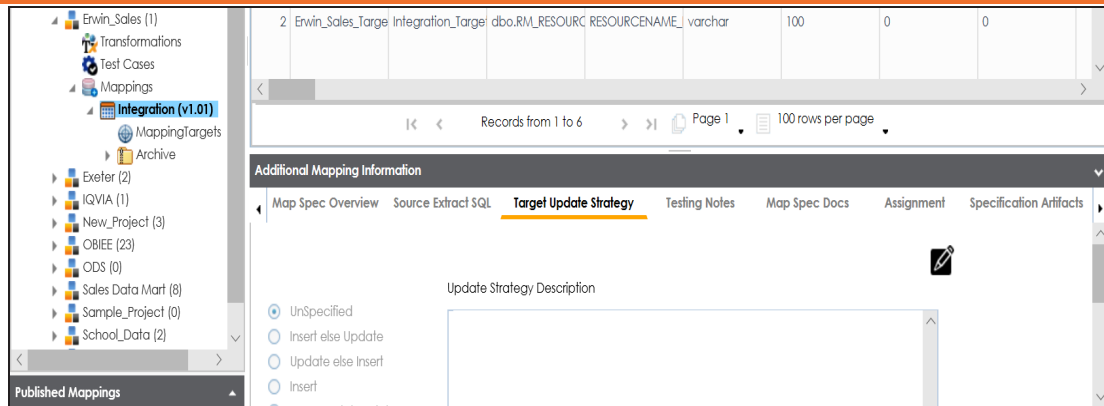 Erwin_Sales (1)
Transformations
Test Cases
Mappings
Integration (v1.01)
MappingTargets
Archive
Exeter (2)
IQVIA (1)
New_Project (3)
OBIEE (23)
ODS (0)
Sales Data Mart (8)
Sample_Project (0)
School_Data (2)
Published Mappings
2 Erwin_Sales_Targe Integration_Target dbo.RM_RESOURC RESOURCENAME_ varchar 100 0 0
Records from 1 to 6 Page 1 100 rows per page
Additional Mapping Information
Map Spec Overview Source Extract SQL Target Update Strategy Testing Notes Map Spec Docs Assignment Specification Artifacts
Update Strategy Description
UnSpecified
Insert else Update
Update else Insert
Insert